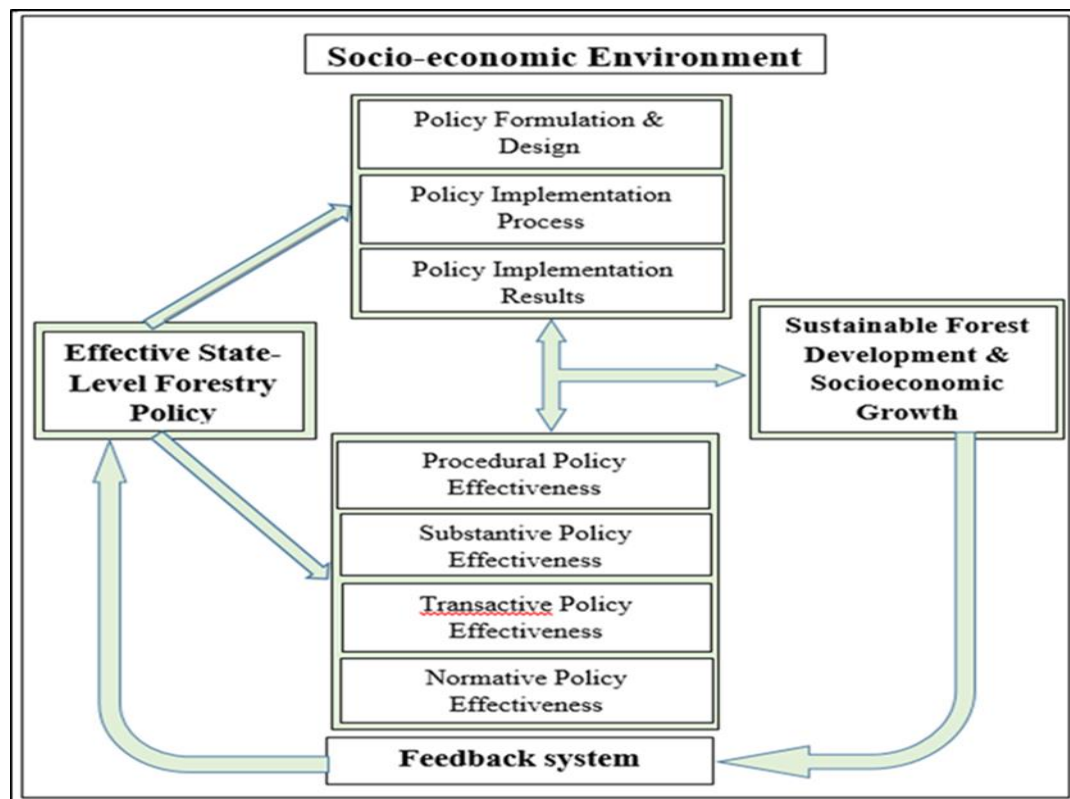 Socio-economic Environment
Policy Formulation &
Design
Policy Implementation
Process
Policy Implementation
Results
Effective State-
Level Forestry
Policy
Sustainable Forest
Development &
Socioeconomic
Growth
Procedural Policy
Effectiveness
Substantive Policy
Effectiveness
Transactive Policy
Effectiveness
Normative Policy
Effectiveness
Feedback system